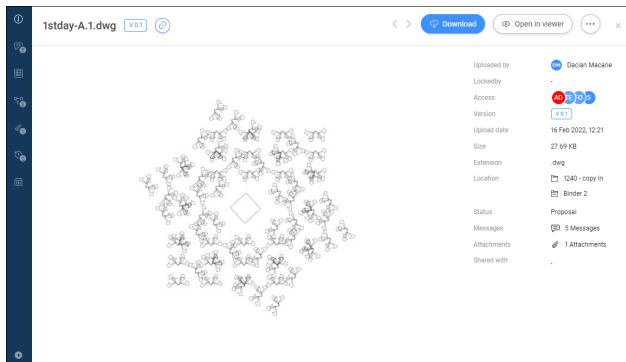 1stday-A.1.dwg
V 0.1
Download
Open in viewer
Uploaded by
DM
Dacian Macarie
Lockedby
-
Access
AD TE FO 5
Version
V 0.1
Upload date
16 Feb 2022, 12:21
Size
27.69 KB
Extension
.dwg
Location
1240 - copy in
Binder 2
Status
Proposal
Messages
5 Messages
Attachments
1 Attachments
Shared with
-